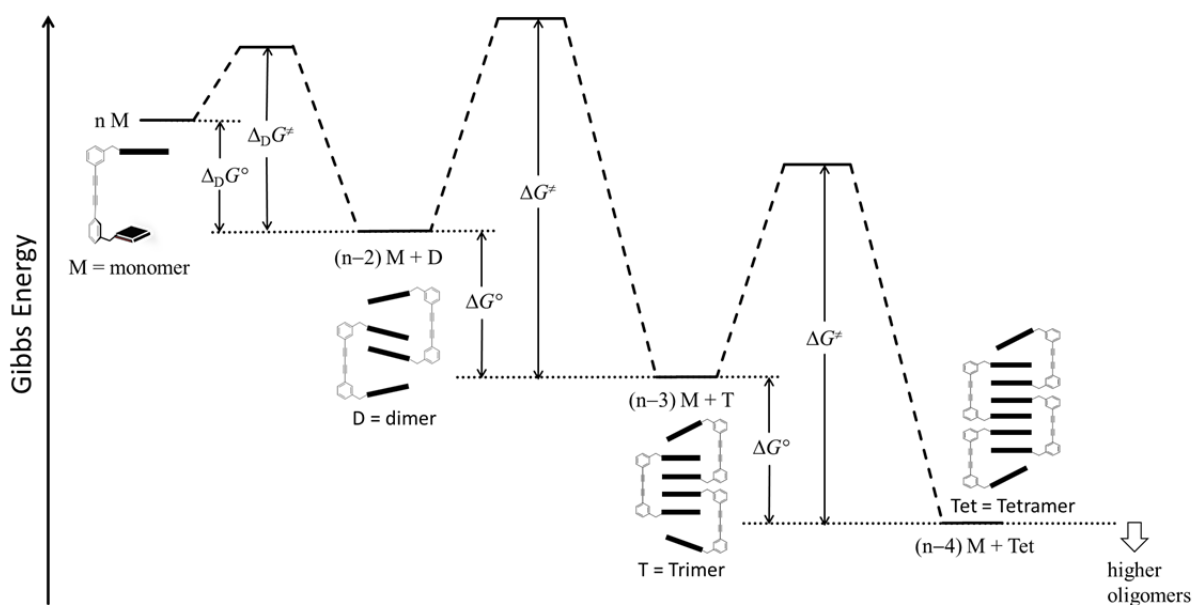 Gibbs Energy
n M
M = monomer
Δ_DG°
Δ_DG≠
(n−2) M + D
D = dimer
ΔG°
ΔG≠
(n−3) M + T
T = Trimer
ΔG°
ΔG≠
Tet = Tetramer
(n−4) M + Tet
higher
oligomers